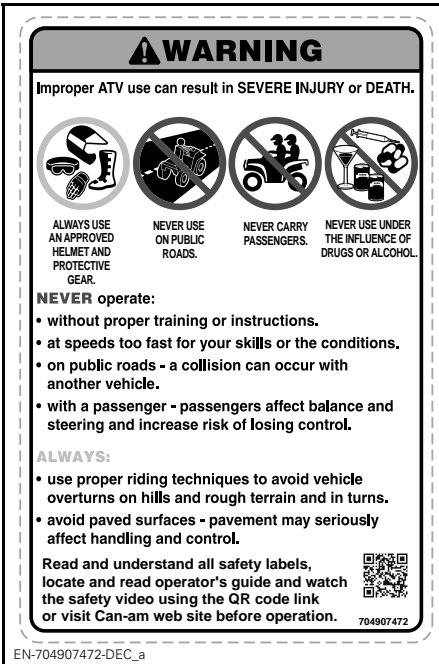 WARNING
Improper ATV use can result in SEVERE INJURY or DEATH.
ALWAYS USE
AN APPROVED
HELMET AND
PROTECTIVE
GEAR.
NEVER USE
ON PUBLIC
ROADS.
NEVER CARRY
PASSENGERS.
NEVER USE UNDER
THE INFLUENCE OF
DRUGS OR ALCOHOL.
NEVER operate:
• without proper training or instructions.
• at speeds too fast for your skills or the conditions.
• on public roads - a collision can occur with
another vehicle.
• with a passenger - passengers affect balance and
steering and increase risk of losing control.
ALWAYS:
• use proper riding techniques to avoid vehicle
overturns on hills and rough terrain and in turns.
• avoid paved surfaces - pavement may seriously
affect handling and control.
Read and understand all safety labels,
locate and read operator's guide and watch
the safety video using the QR code link
or visit Can-am web site before operation.
704907472
EN-704907472-DEC_a